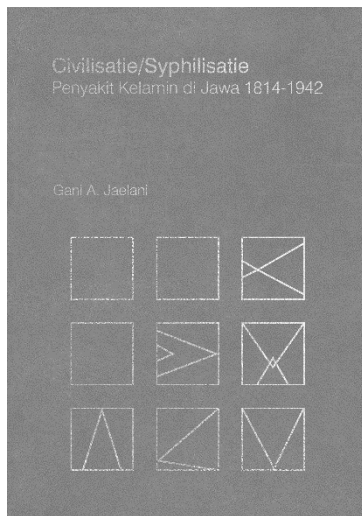 Civilisatie/Syphilisatie
Penyakit Kelamin di Jawa 1814-1942
Gani A. Jaelani